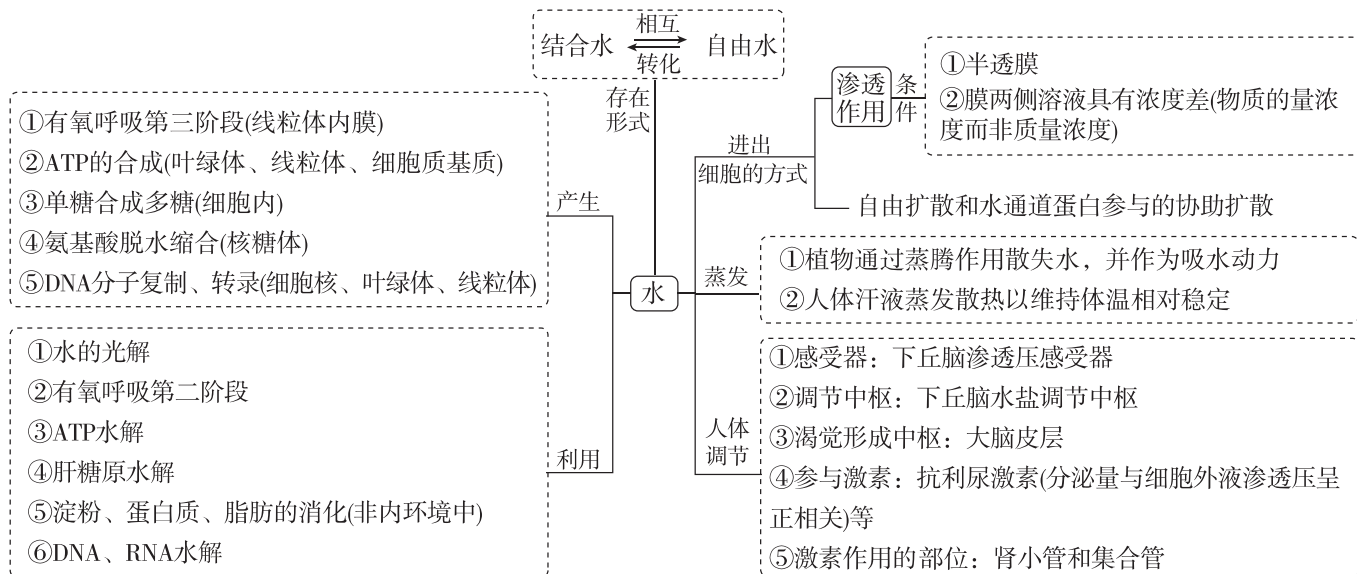 结合水 相互 转化 自由水
存在
形式
①有氧呼吸第三阶段(线粒体内膜)
②ATP的合成(叶绿体、线粒体、细胞质基质)
③单糖合成多糖(细胞内)
④氨基酸脱水缩合(核糖体)
⑤DNA分子复制、转录(细胞核、叶绿体、线粒体)
产生
①水的光解
②有氧呼吸第二阶段
③ATP水解
④肝糖原水解
⑤淀粉、蛋白质、脂肪的消化(非内环境中)
⑥DNA、RNA水解
利用
水
进出
细胞的方式
渗透
作用
条
件
①半透膜
②膜两侧溶液具有浓度差(物质的量浓
度而非质量浓度)
自由扩散和水通道蛋白参与的协助扩散
蒸发
①植物通过蒸腾作用散失水，并作为吸水动力
②人体汗液蒸发散热以维持体温相对稳定
人体
调节
①感受器：下丘脑渗透压感受器
②调节中枢：下丘脑水盐调节中枢
③渴觉形成中枢：大脑皮层
④参与激素：抗利尿激素(分泌量与细胞外液渗透压呈
正相关)等
⑤激素作用的部位：肾小管和集合管